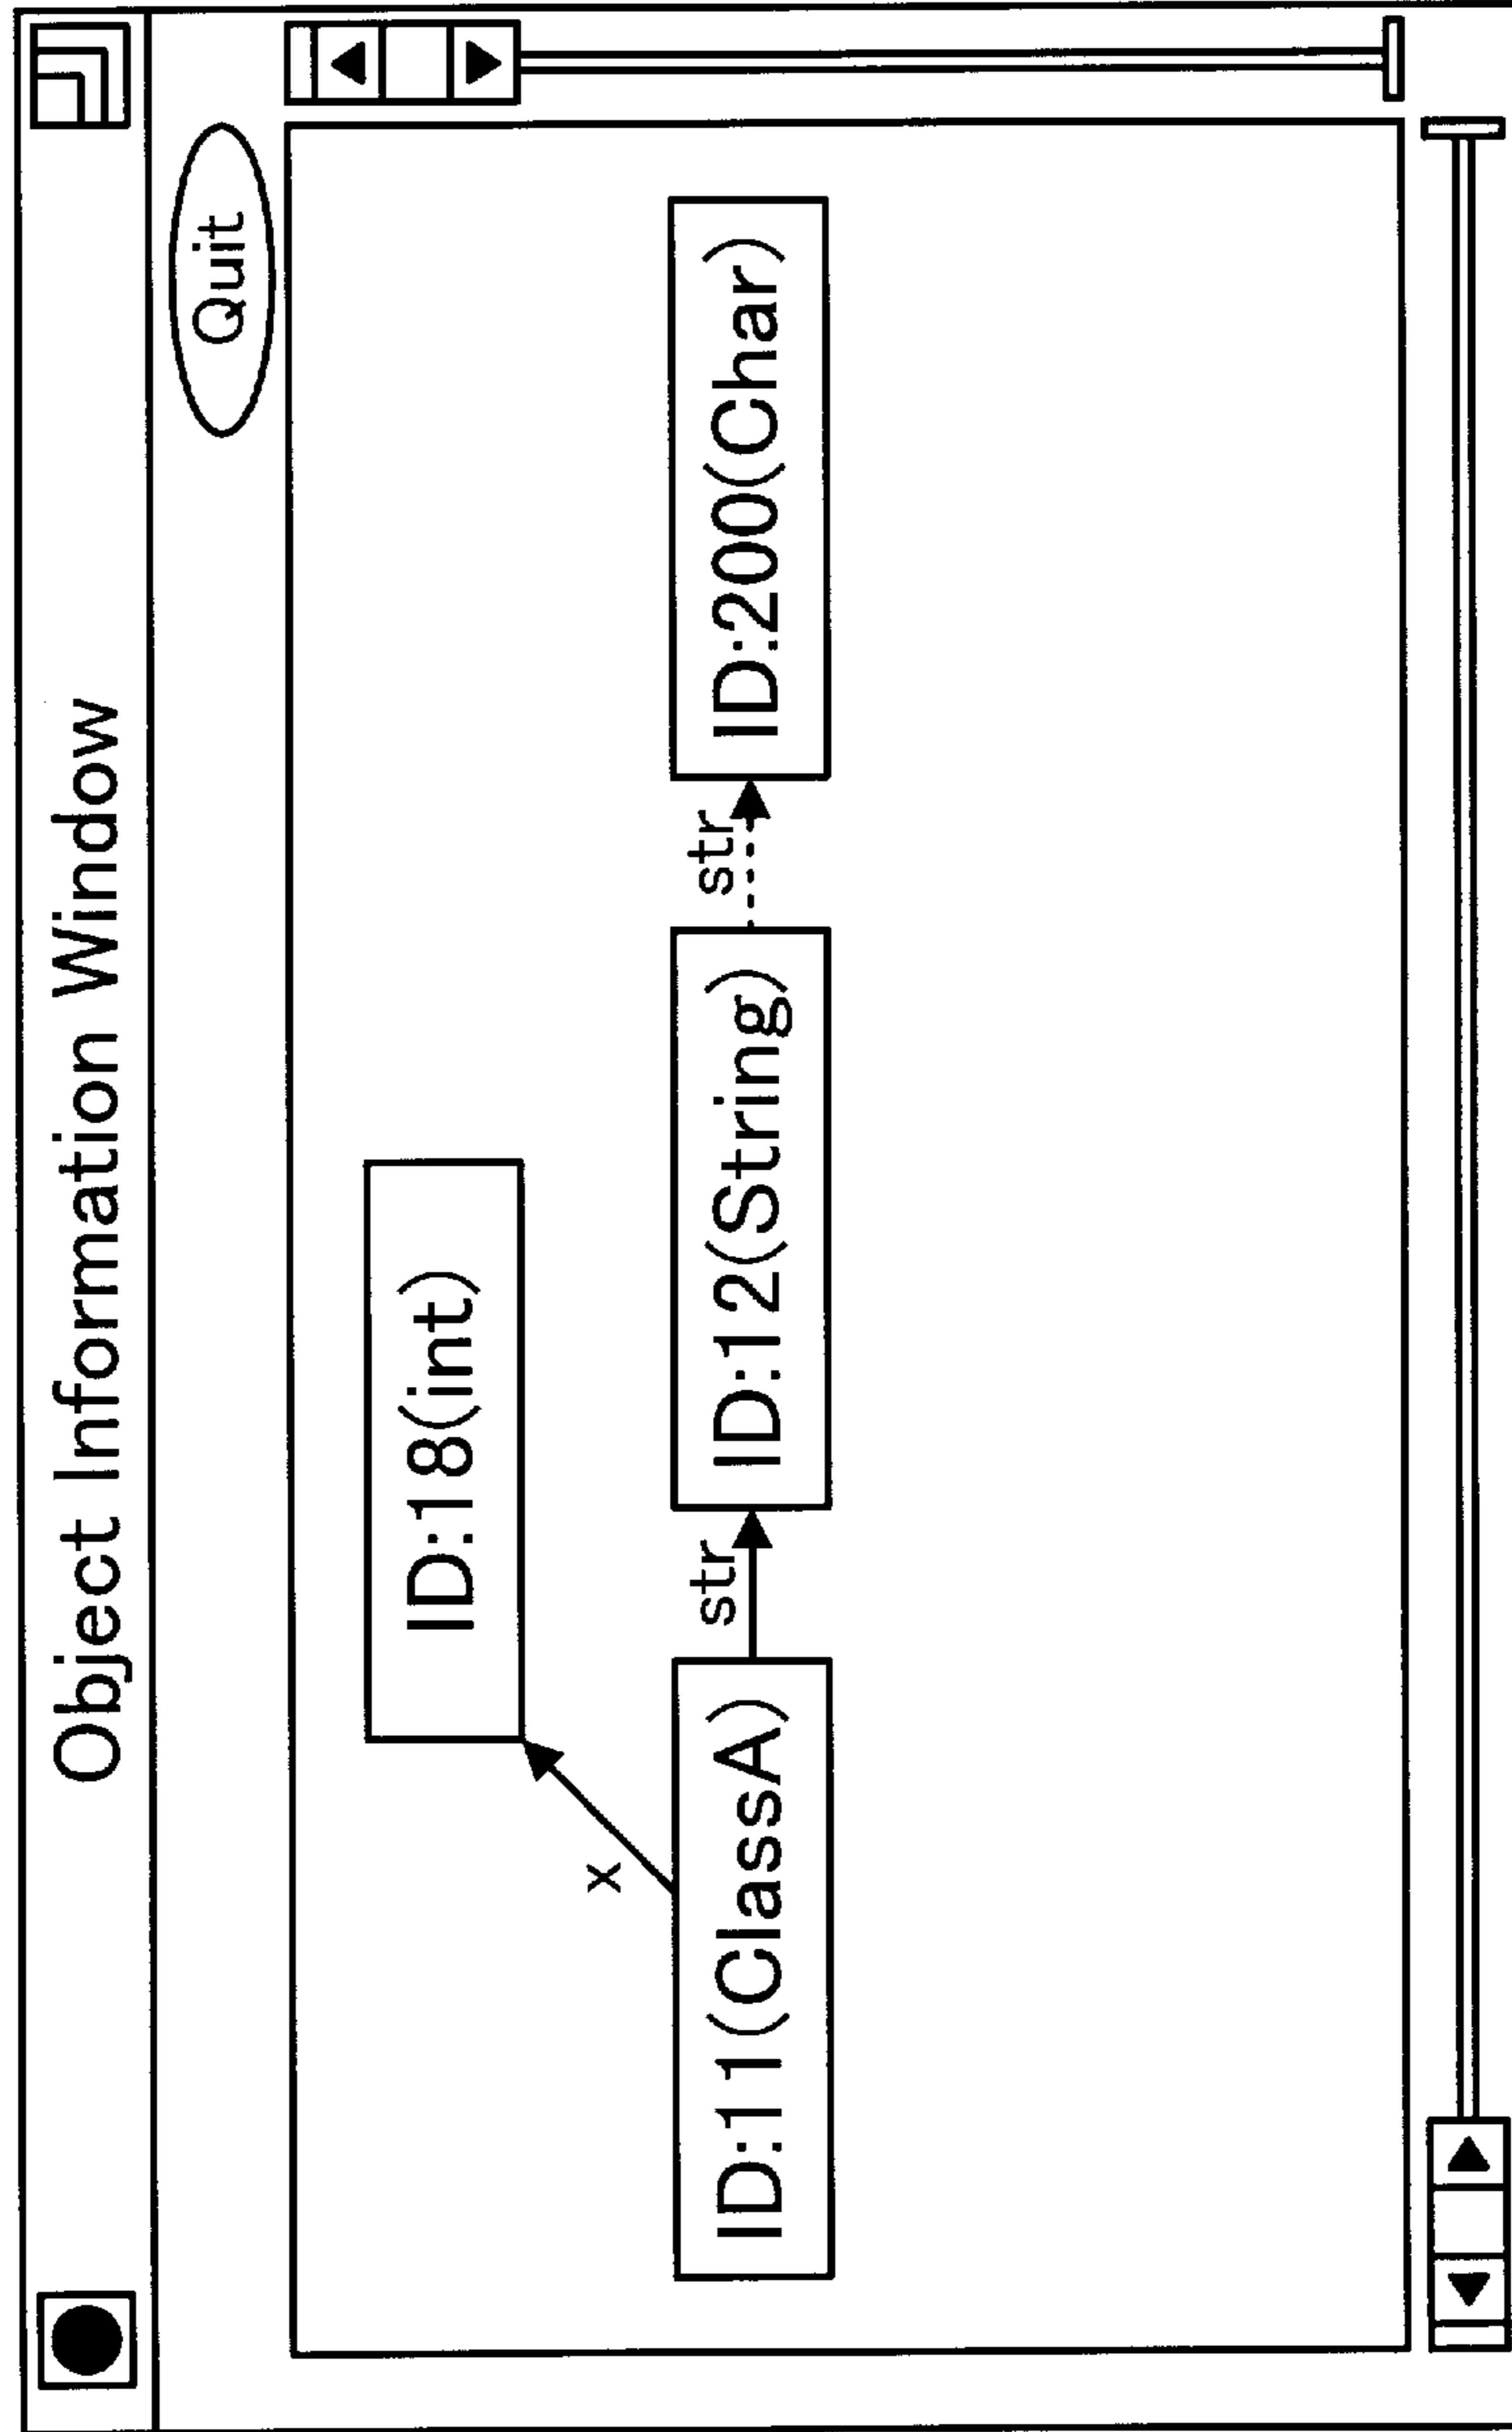 Object Information Window
Quit
ID:18(int)
x
ID:11(ClassA)
str
ID:12(String)
str
ID:200(Char)